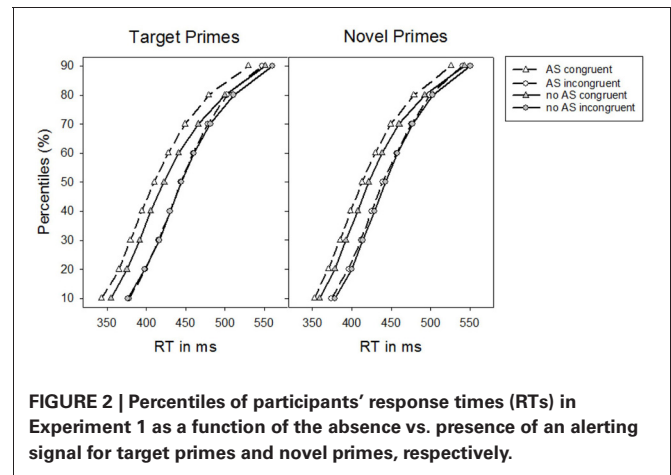 Target Primes Novel Primes
90
80
70
60
50
40
30
20
10
Percentiles (%)
350 400 450 500 550 350 400 450 500 550
RT in ms RT in ms
AS congruent
AS incongruent
no AS congruent
no AS incongruent
FIGURE 2 | Percentiles of participants’ response times (RTs) in
Experiment 1 as a function of the absence vs. presence of an alerting
signal for target primes and novel primes, respectively.